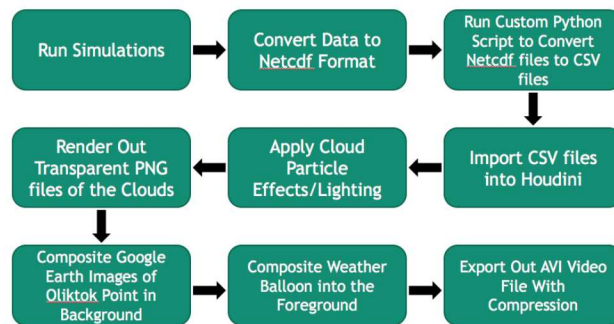 Run Simulations
Convert Data to
Netcdf Format
Run Custom Python
Script to Convert
Netcdf files to CSV
files
Render Out
Transparent PNG
files of the Clouds
Apply Cloud
Particle
Effects/Lighting
Import CSV files
into Houdini
Composite Google
Earth Images of
Oliktok Point in
Background
Composite Weather
Balloon into the
Foreground
Export Out AVI Video
File With
Compression